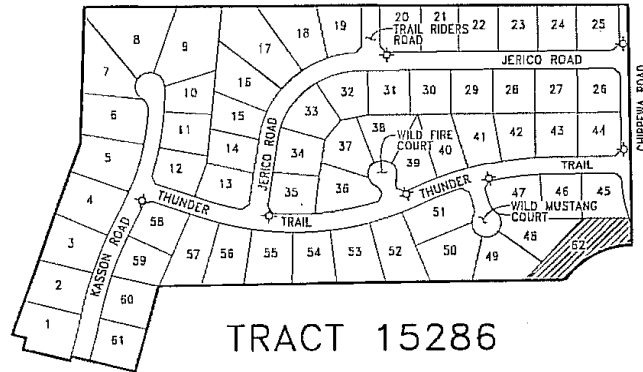 20 21 22 23 24 25
19
TRAIL RIDERS
ROAD
18
17
8
9
7
JERICO ROAD
CHIPPEWA ROAD
16
10
6
15
33
32 31 30 29 28 27 26
11
14
38
WILD FIRE
COURT
37
39
40
41
42
43
44
5
34
12
13
JERICO ROAD
35
36
THUNDER
TRAIL
4
THUNDER
TRAIL
47 46 45
WILD MUSTANG
COURT
51
58
3
KASSON ROAD
59
57 56 55 54 53 52
50
49
48
62
2
60
1
61
TRACT 15286